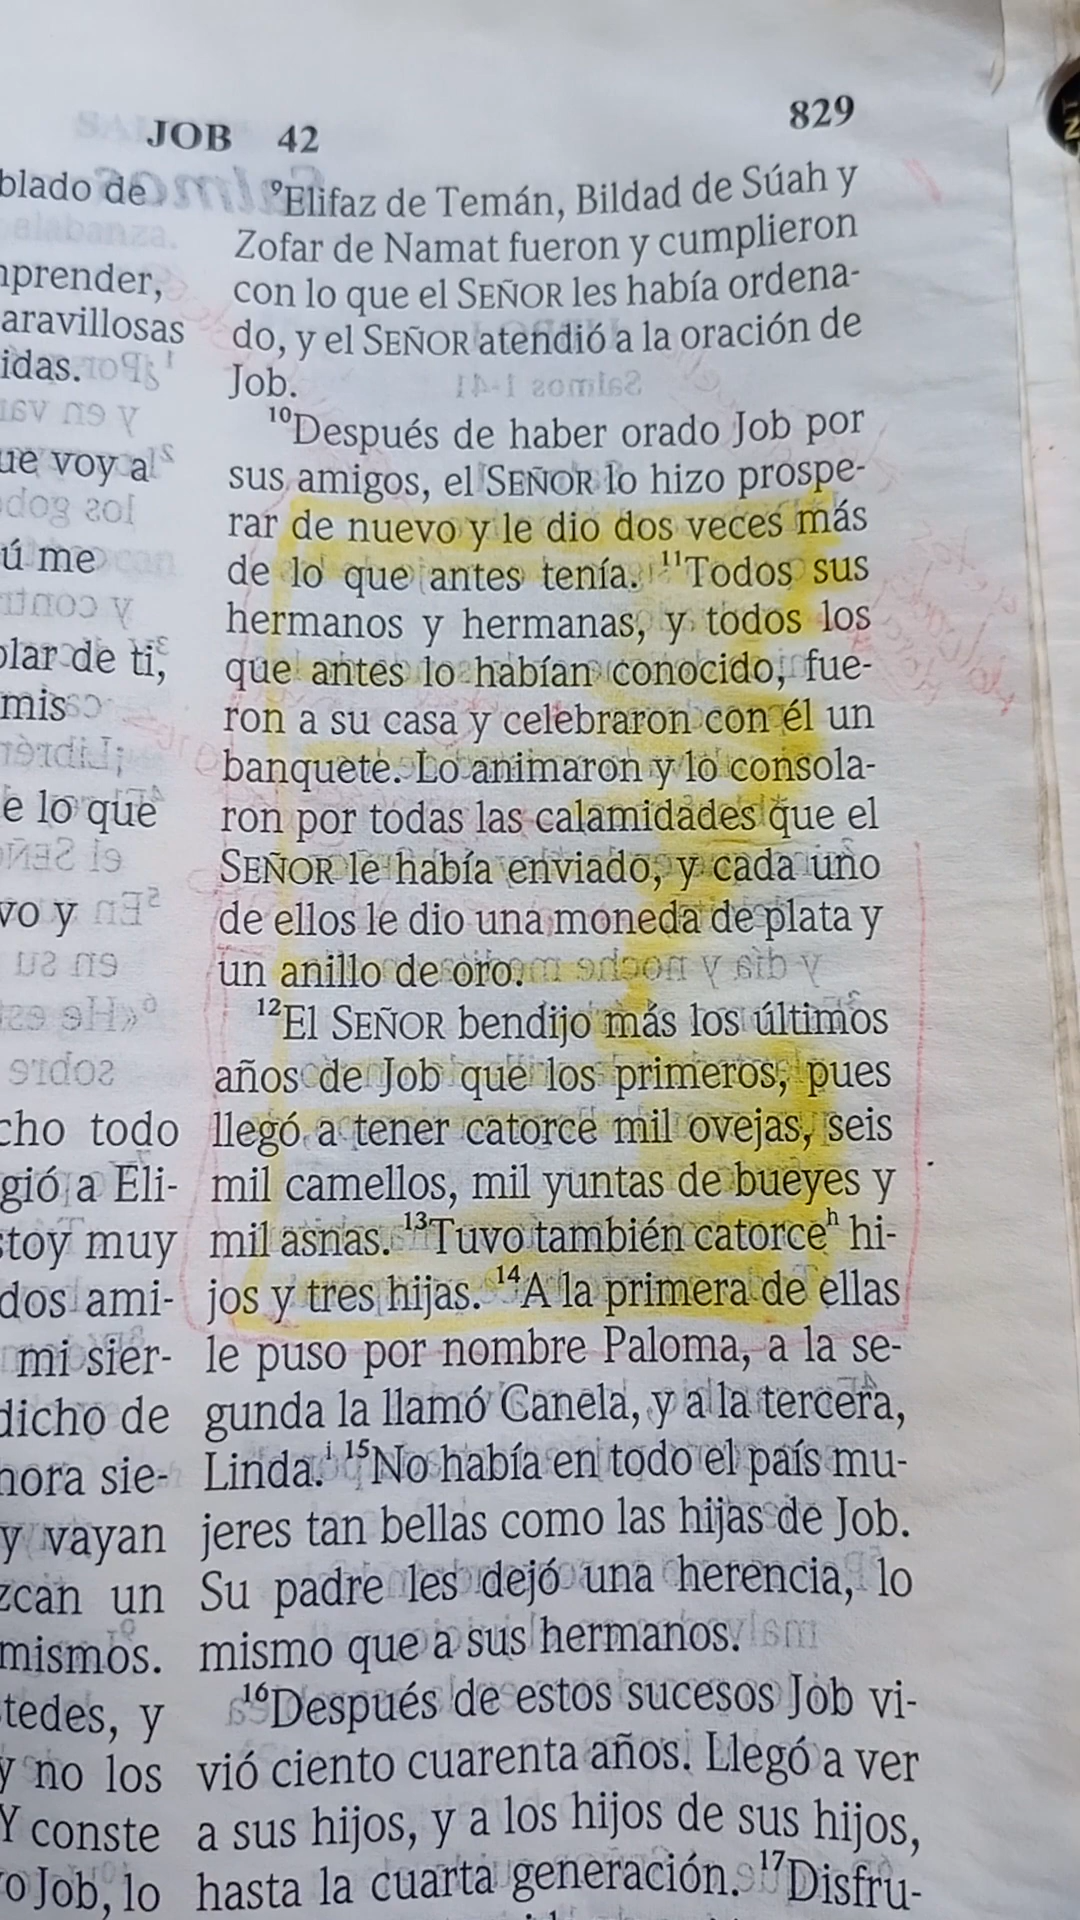 JOB 42
829
blado de
aravillosas
idas.
ue voy a
ú me
de ti,
mis
e lo que
vo y
cho todo
gió a Eli-
toy muy
dos ami-
mi sier-
dicho de
hora sie-
y vayan
zcan un
mismos.
tedes, y
y no los
Y conste
o Job, lo
⁹Elifaz de Temán, Bildad de Súah y
Zofar de Namat fueron y cumplieron
con lo que el SEÑOR les había ordena-
do, y el SEÑOR atendió a la oración de
Job.
¹⁰Después de haber orado Job por
sus amigos, el SEÑOR lo hizo prospe-
rar de nuevo y le dio dos veces más
de lo que antes tenía. ¹¹Todos sus
hermanos y hermanas, y todos los
que antes lo habían conocido, fue-
ron a su casa y celebraron con él un
banquete. Lo animaron y lo consola-
ron por todas las calamidades que el
SEÑOR le había enviado, y cada uno
de ellos le dio una moneda de plata y
un anillo de oro.
¹²El SEÑOR bendijo más los últimos
años de Job que los primeros, pues
llegó a tener catorce mil ovejas, seis
mil camellos, mil yuntas de bueyes y
mil asnas. ¹³Tuvo también catorceʰ hi-
jos y tres hijas. ¹⁴A la primera de ellas
le puso por nombre Paloma, a la se-
gunda la llamó Canela, y a la tercera,
Linda.ⁱ ¹⁵No había en todo el país mu-
jeres tan bellas como las hijas de Job.
Su padre les dejó una herencia, lo
mismo que a sus hermanos.
¹⁶Después de estos sucesos Job vi-
vió ciento cuarenta años. Llegó a ver
a sus hijos, y a los hijos de sus hijos,
hasta la cuarta generación. ¹⁷Disfru-